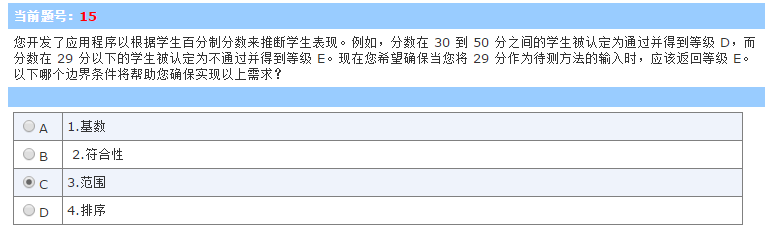 当前题号：15
您开发了应用程序以根据学生百分制分数来推断学生表现。例如，分数在 30 到 50 分之间的学生被认定为通过并得到等级 D，而
分数在 29 分以下的学生被认定为不通过并得到等级 E。现在您希望确保当您将 29 分作为待测方法的输入时，应该返回等级 E。
以下哪个边界条件将帮助您确保实现以上需求？
A 1.基数
B 2.符合性
C 3.范围
D 4.排序